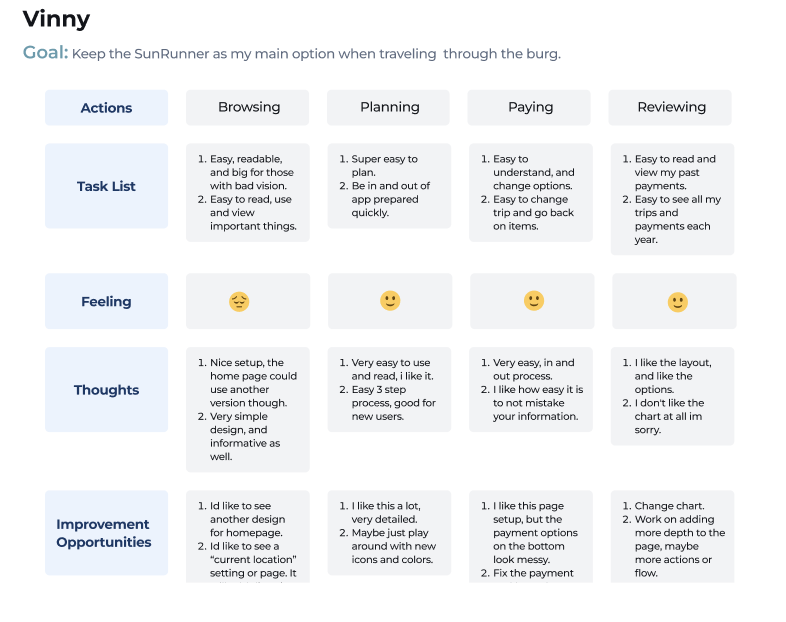 Vinny
Goal: Keep the SunRunner as my main option when traveling through the burg.
Actions
Browsing
Planning
Paying
Reviewing
Task List
1. Easy, readable,
and big for those
with bad vision.
2. Easy to read, use
and view
important things.
1. Super easy to
plan.
2. Be in and out of
app prepared
quickly.
1. Easy to
understand, and
change options.
2. Easy to change
trip and go back
on items.
1. Easy to read and
view my past
payments.
2. Easy to see all my
trips and
payments each
year.
Feeling
Thoughts
1. Nice setup, the
home page could
use another
version though.
2. Very simple
design, and
informative as
well.
1. Very easy to use
and read, i like it.
2. Easy 3 step
process, good for
new users.
1. Very easy, in and
out process.
2. I like how easy it is
to not mistake
your information.
1. I like the layout,
and like the
options.
2. I don't like the
chart at all im
sorry.
Improvement
Opportunities
1. Id like to see
another design
for homepage.
2. Id like to see a
“current location”
setting or page. It
1. I like this a lot,
very detailed.
2. Maybe just play
around with new
icons and colors.
1. I like this page
setup, but the
payment options
on the bottom
look messy.
2. Fix the payment
1. Change chart.
2. Work on adding
more depth to the
page, maybe
more actions or
flow.